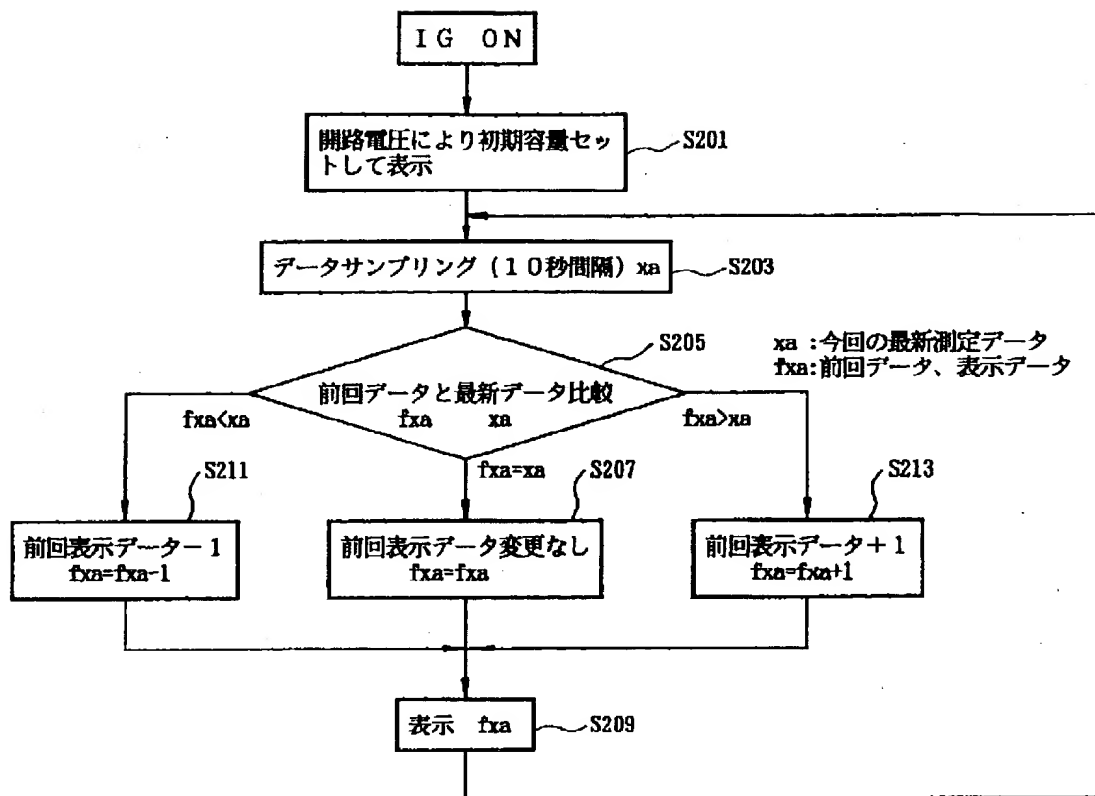 ＩＧ ＯＮ
開路電圧により初期容量セッ
トして表示
S201
データサンプリング（１０秒間隔）xa
S203
S205
xa :今回の最新測定データ
fxa:前回データ、表示データ
前回データと最新データ比較
fxa xa
fxa<xa
fxa>xa
fxa=xa
S211
S207
S213
前回表示データ－１
fxa=fxa-1
前回表示データ変更なし
fxa=fxa
前回表示データ＋１
fxa=fxa+1
表示 fxa
S209